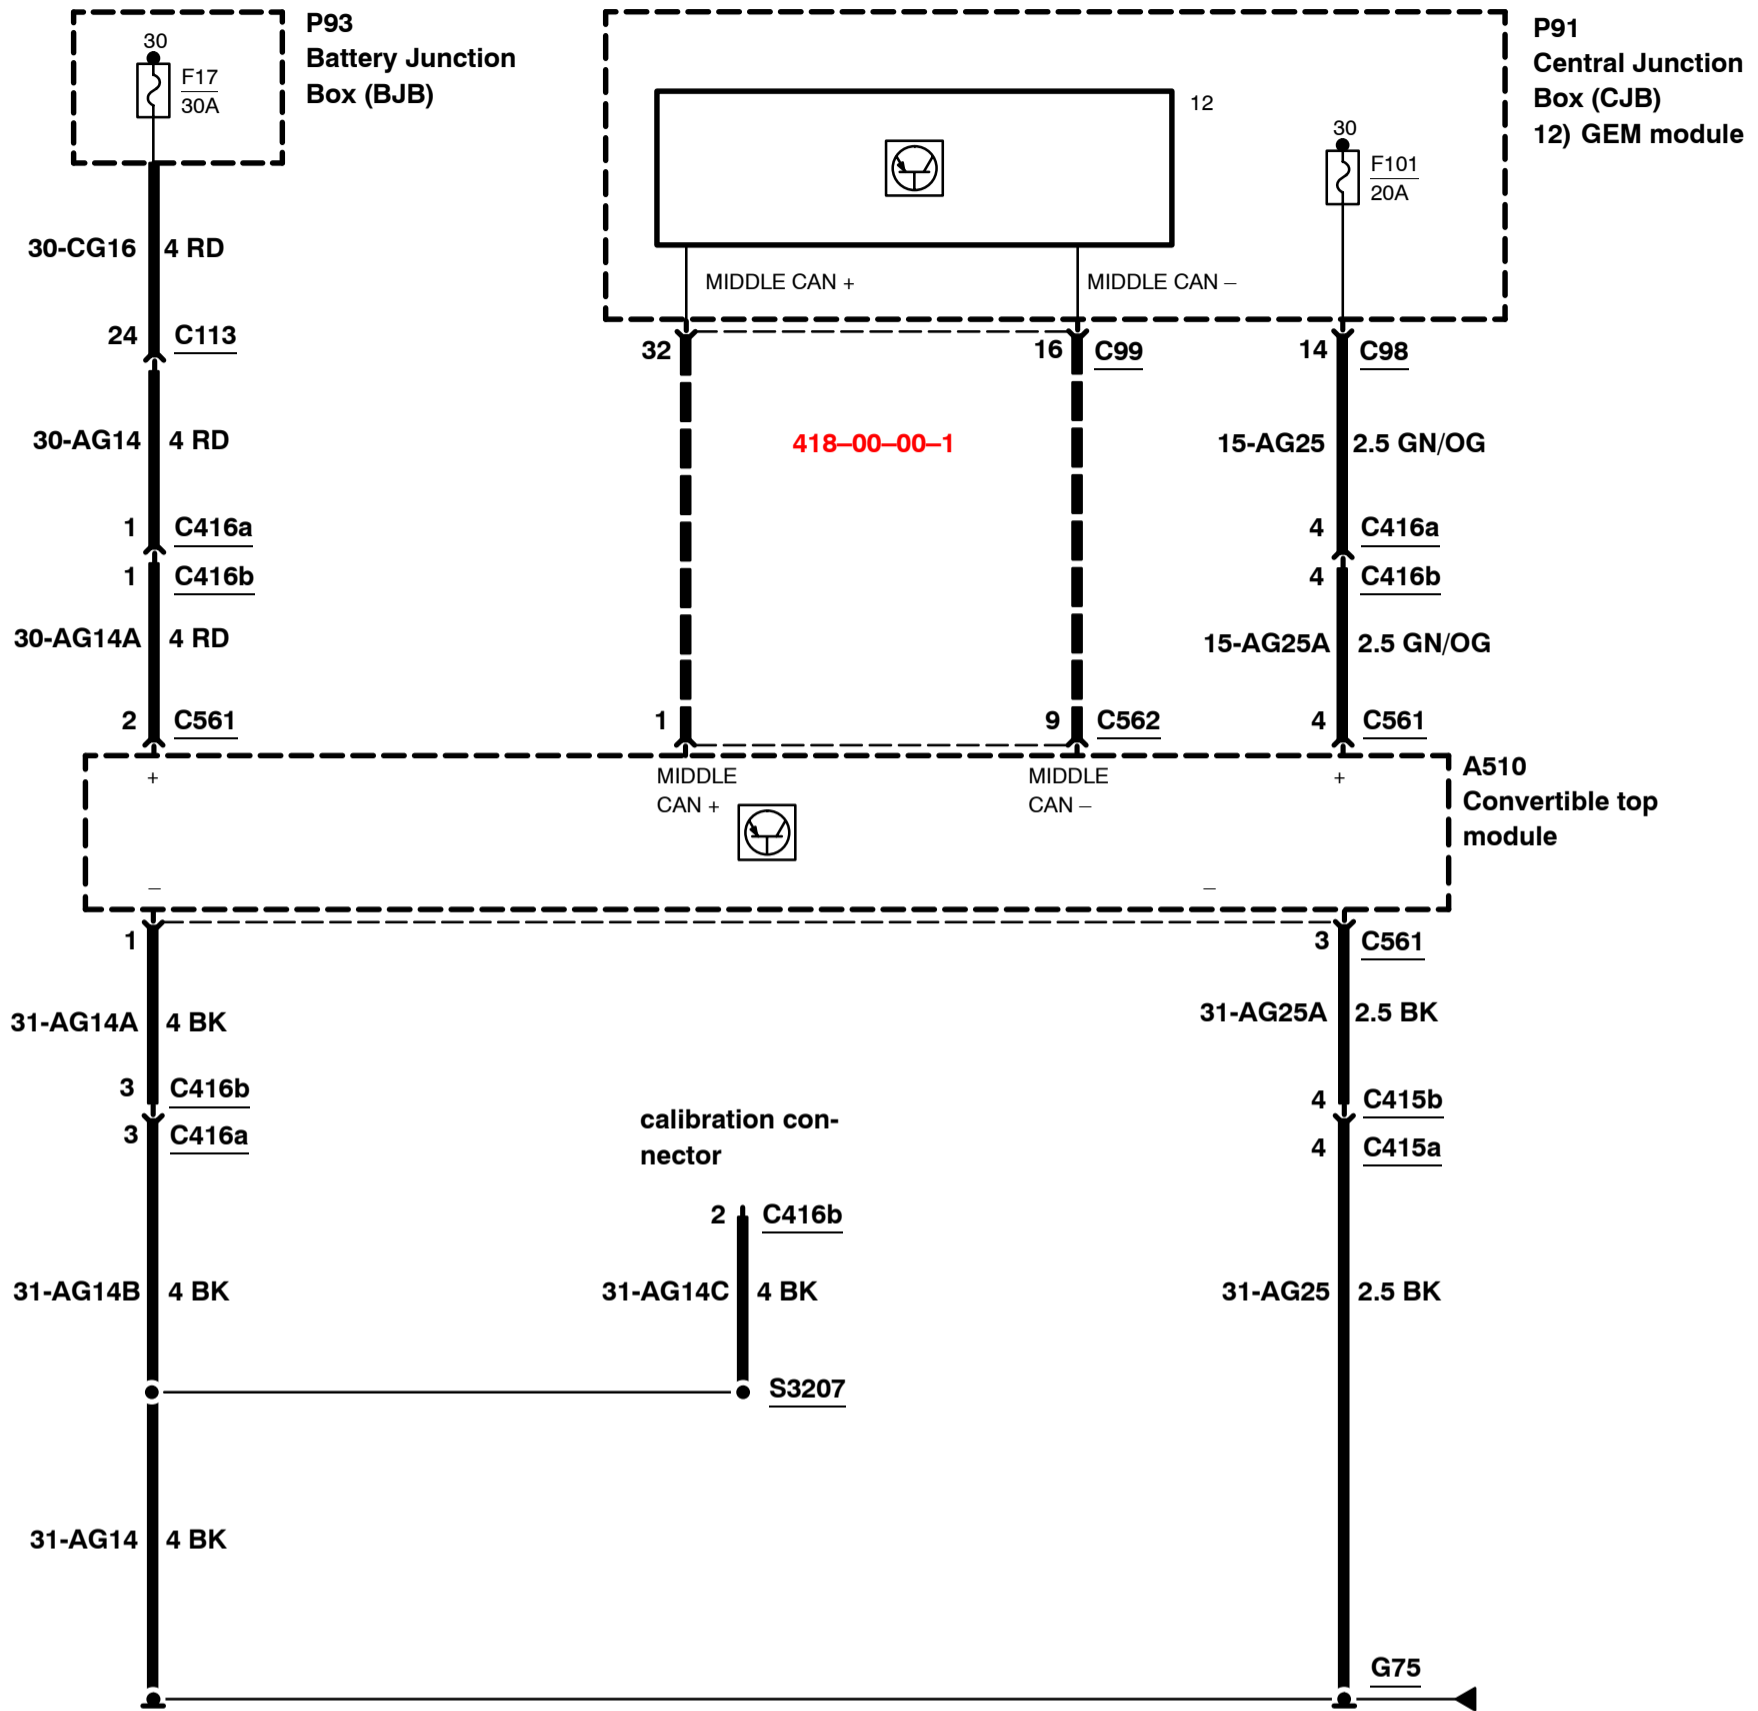 P93
Battery Junction
Box (BJB)
30
F17
30A
P91
Central Junction
Box (CJB)
12) GEM module
12
30
F101
20A
MIDDLE CAN +
MIDDLE CAN –
30-CG16 4 RD
24 C113
32
16 C99
14 C98
30-AG14 4 RD
418–00–00–1
15-AG25 2.5 GN/OG
1 C416a
4 C416a
1 C416b
4 C416b
30-AG14A 4 RD
15-AG25A 2.5 GN/OG
2 C561
1
9 C562
4 C561
+
MIDDLE
CAN +
MIDDLE
CAN –
+
A510
Convertible top
module
–
–
1
3 C561
31-AG14A 4 BK
31-AG25A 2.5 BK
3 C416b
4 C415b
3 C416a
4 C415a
calibration con-
nector
2 C416b
31-AG14B 4 BK
31-AG14C 4 BK
31-AG25 2.5 BK
S3207
31-AG14 4 BK
G75